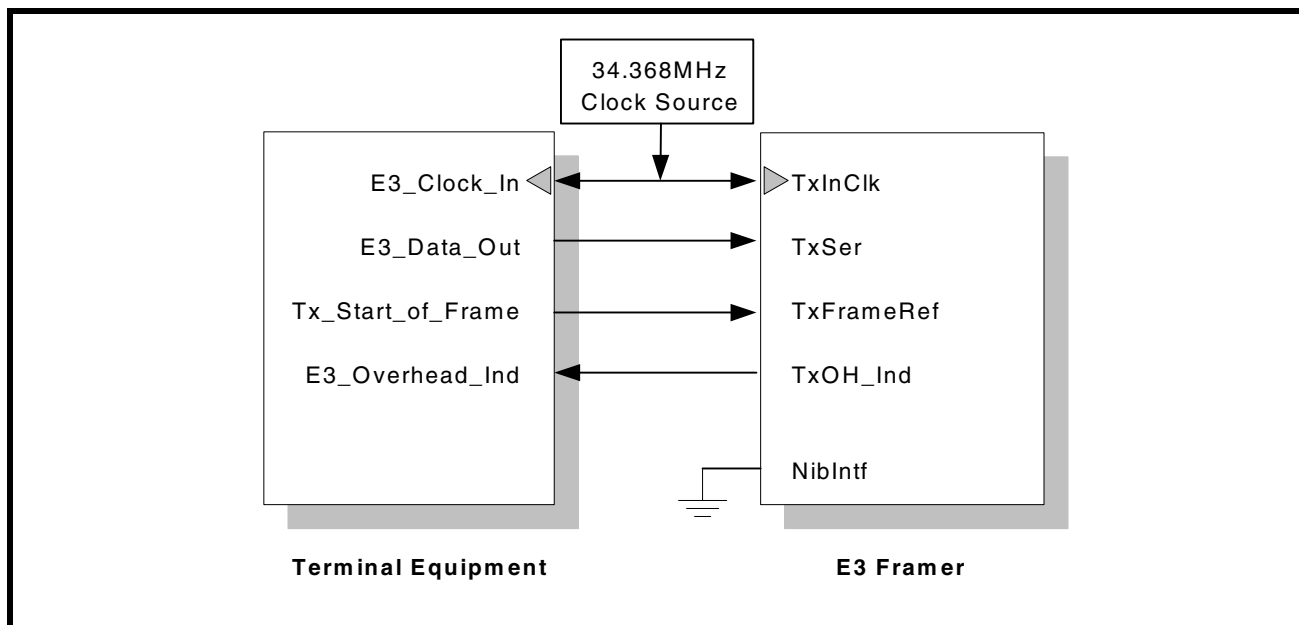 34.368MHz
Clock Source
E3_Clock_In
TxInClk
E3_Data_Out
TxSer
Tx_Start_of_Frame
TxFrameRef
E3_Overhead_Ind
TxOH_Ind
NibIntf
Terminal Equipment
E3 Framer